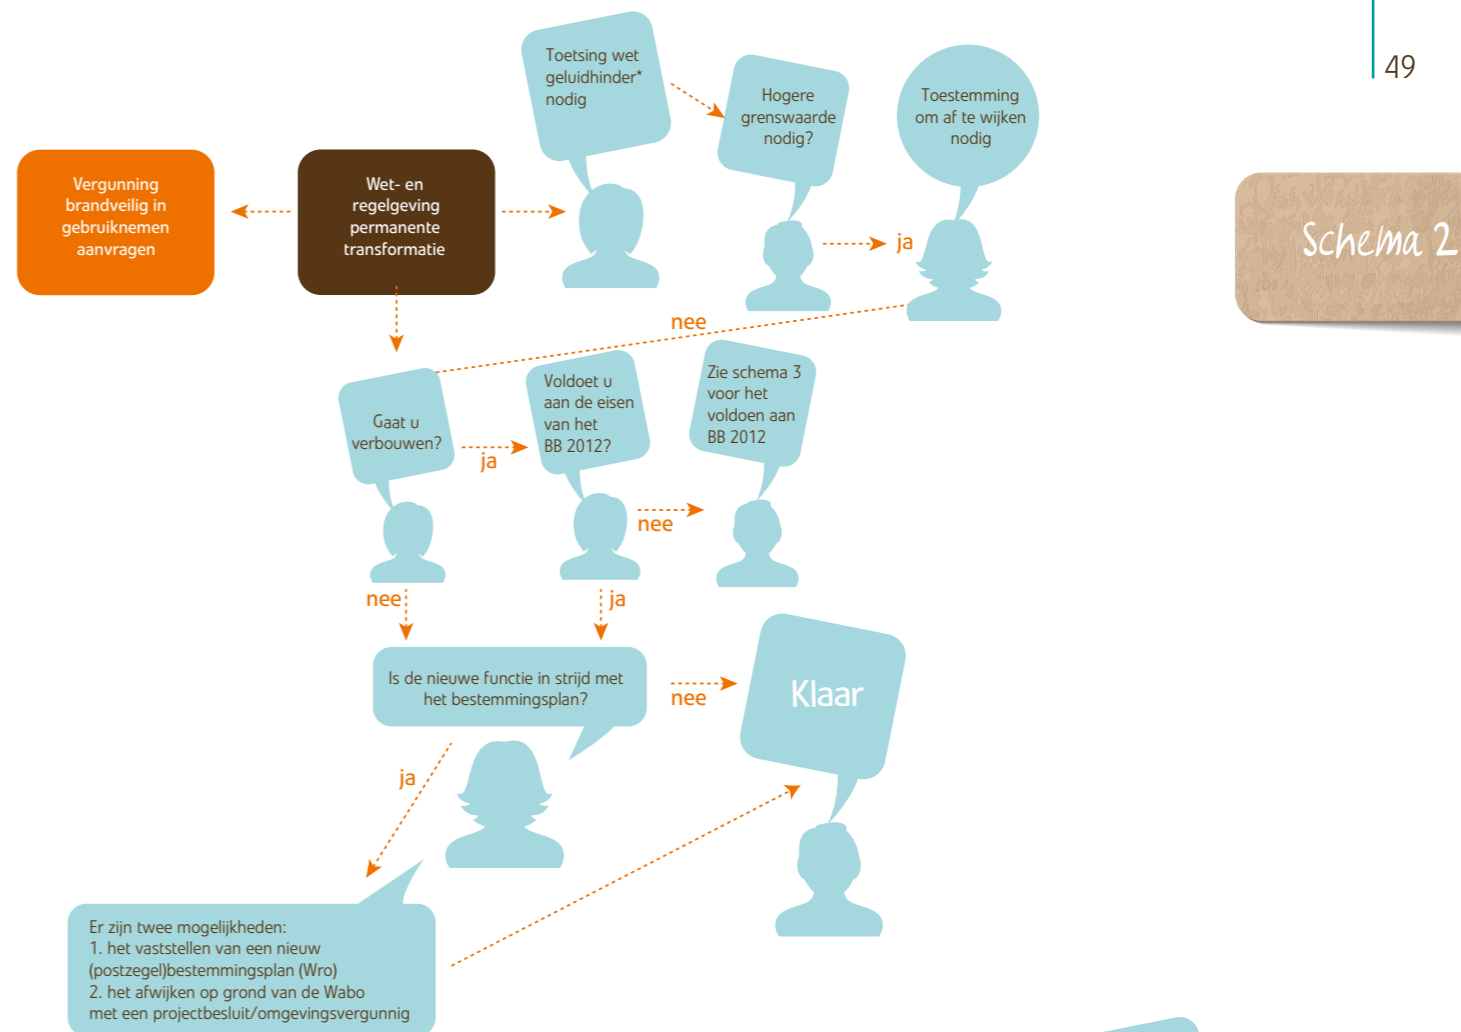 49
Schema 2
Toetsing wet
geluidhinder*
nodig
Hogere
grenswaarde
nodig?
Toestemming
om af te wijken
nodig
Vergunning
brandveilig in
gebruiknemen
aanvragen
Wet- en
regelgeving
permanente
transformatie
ja
nee
Gaat u
verbouwen?
ja
Voldoet u
aan de eisen
van het
BB 2012?
nee
Zie schema 3
voor het
voldoen aan
BB 2012
nee
ja
Is de nieuwe functie in strijd met
het bestemmingsplan?
nee
Klaar
ja
Er zijn twee mogelijkheden:
1. het vaststellen van een nieuw
(postzegel)bestemmingsplan (Wro)
2. het afwijken op grond van de Wabo
met een projectbesluit/omgevingsvergunnig